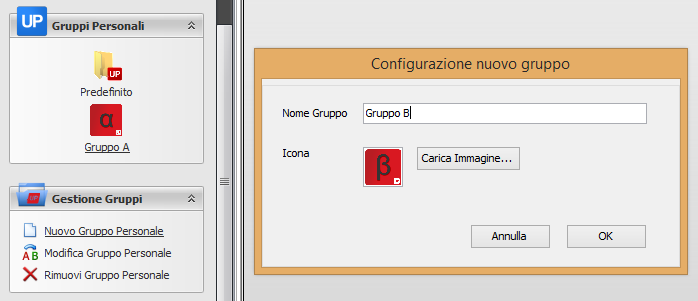 UP
Gruppi Personali
UP
Predefinito
α
Gruppo A
UP
Gestione Gruppi
Nuovo Gruppo Personale
A B
Modifica Gruppo Personale
Rimuovi Gruppo Personale
Configurazione nuovo gruppo
Nome Gruppo
Gruppo B
Icona
β
Carica Immagine...
Annulla
OK